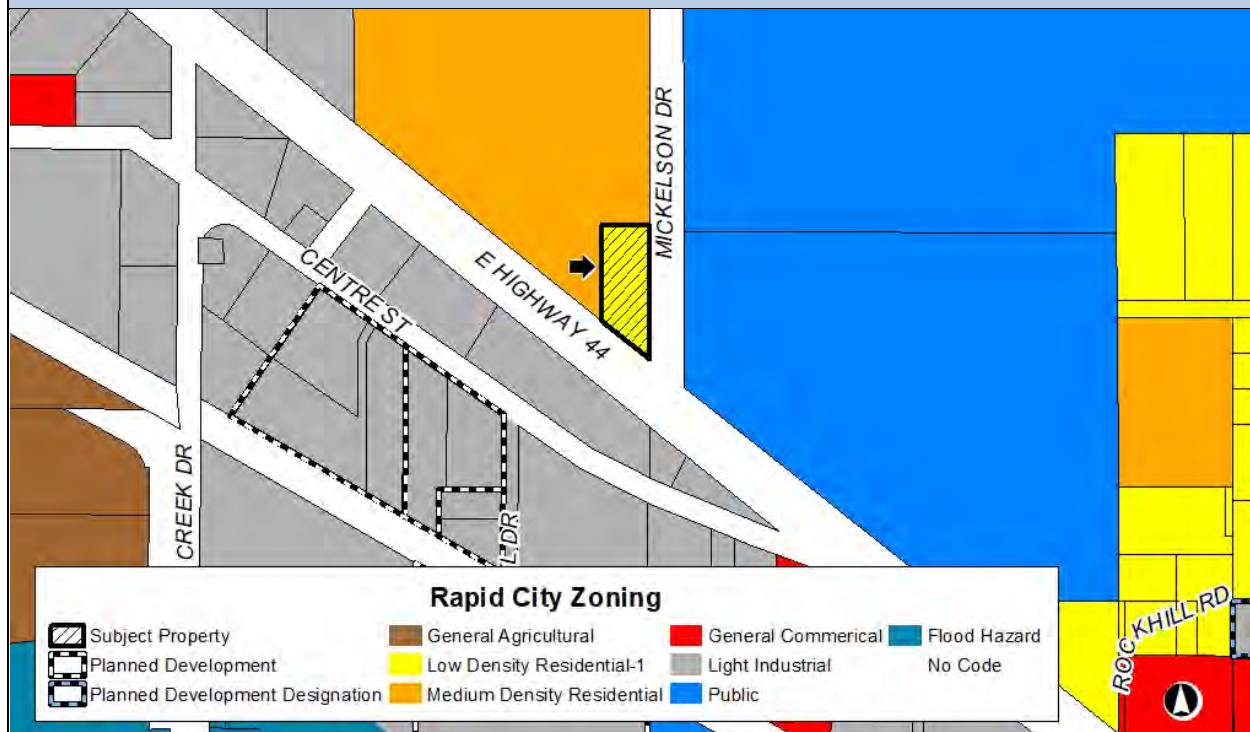 MICKELSON DR
E HIGHWAY 44
CENTRE ST
CREEK DR
L DR
ROCKHILL RD
Rapid City Zoning
Subject Property
Planned Development
Planned Development Designation
General Agricultural
Low Density Residential-1
Medium Density Residential
General Commerical
Light Industrial
Public
Flood Hazard
No Code